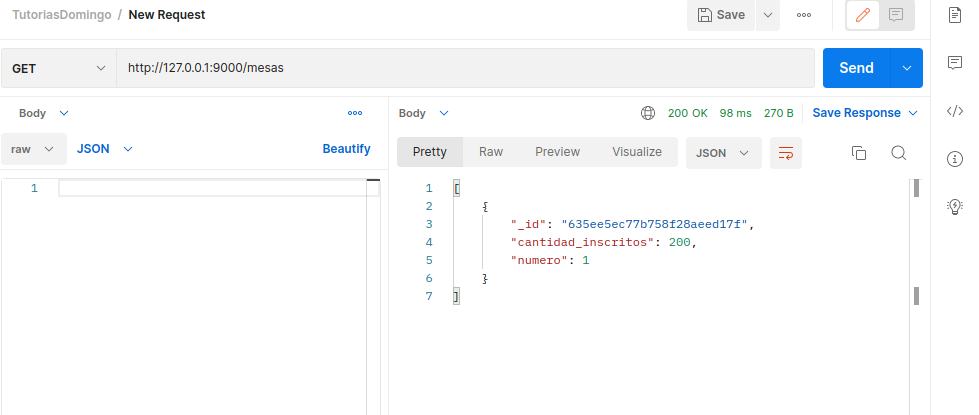 TutoriasDomingo / New Request
Save
GET http://127.0.0.1:9000/mesas Send
Body
Body 200 OK 98 ms 270 B Save Response
raw JSON Beautify
Pretty Raw Preview Visualize JSON
1
1 [
2 {
3 "_id": "635ee5ec77b758f28aeed17f",
4 "cantidad_inscritos": 200,
5 "numero": 1
6 }
7 ]